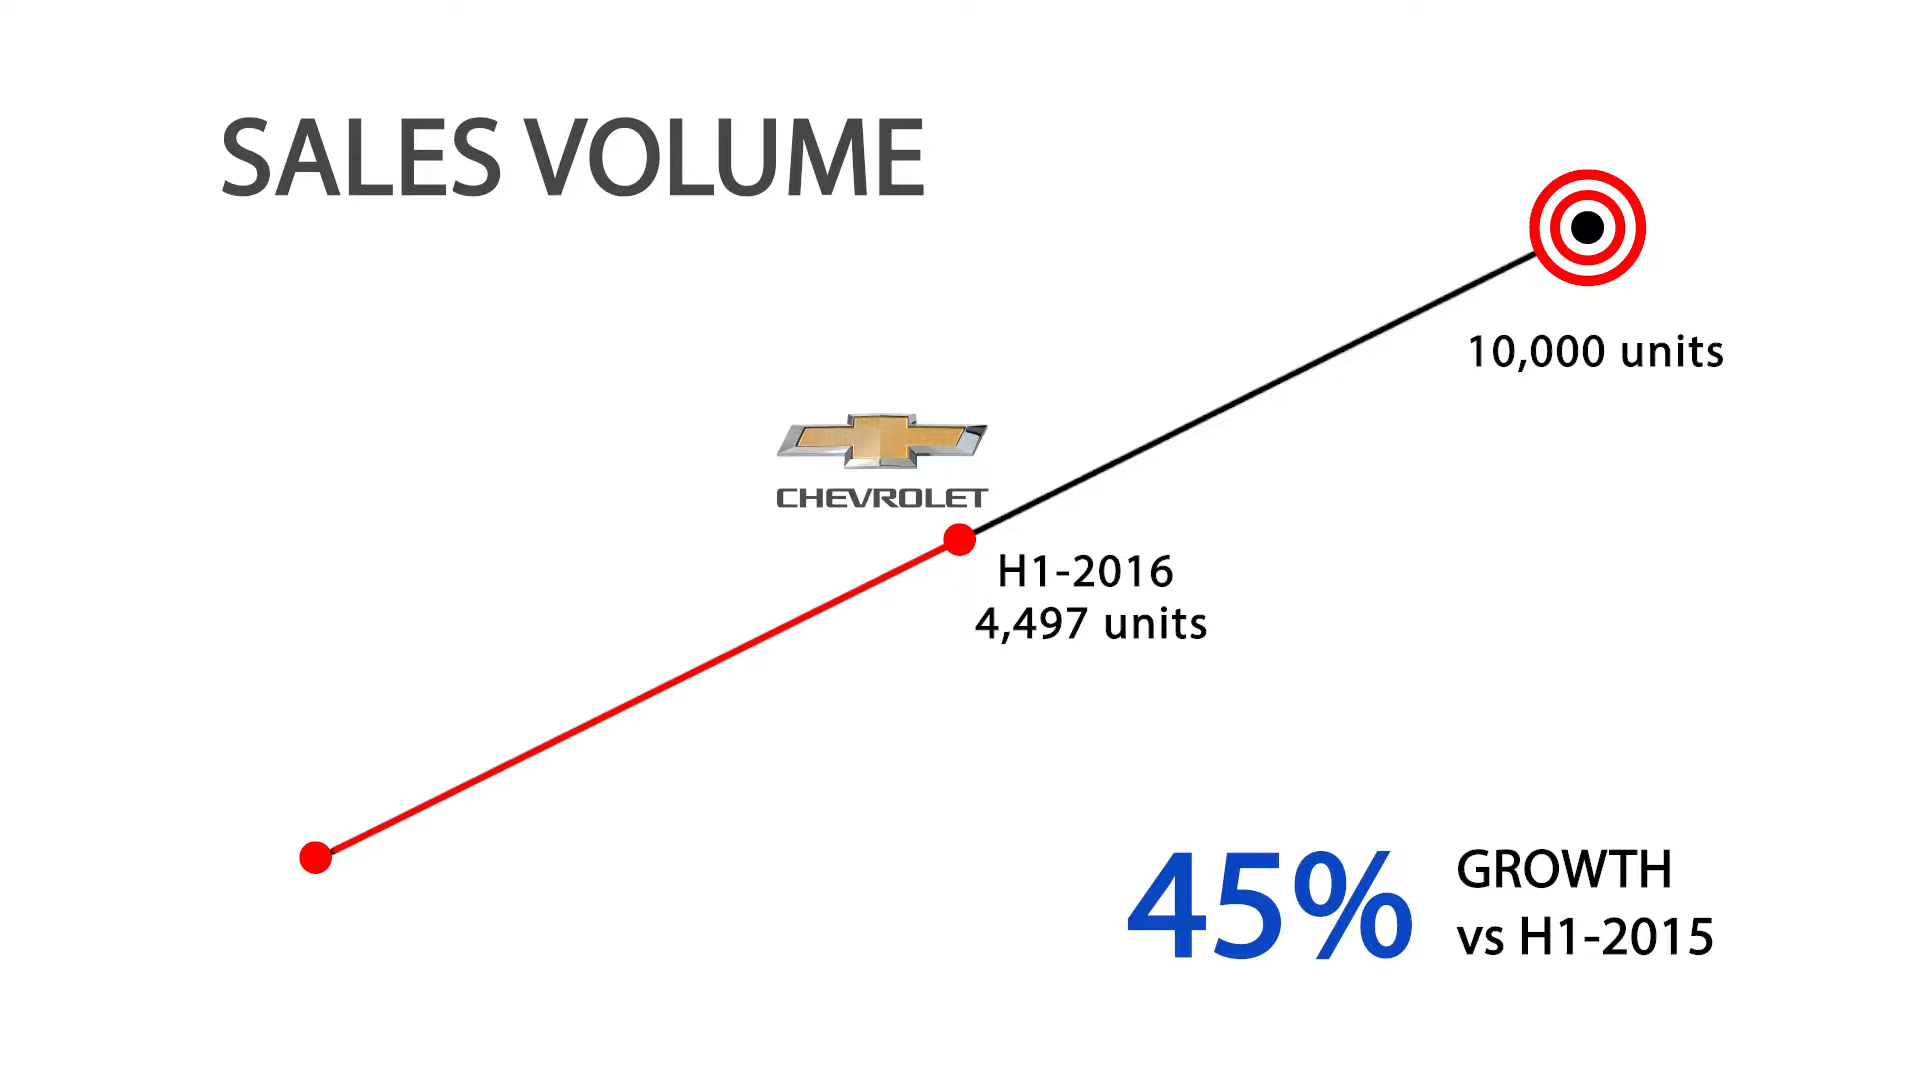 SALES VOLUME
10,000 units
CHEVROLET
H1-2016
4,497 units
45%
GROWTH
vs H1-2015